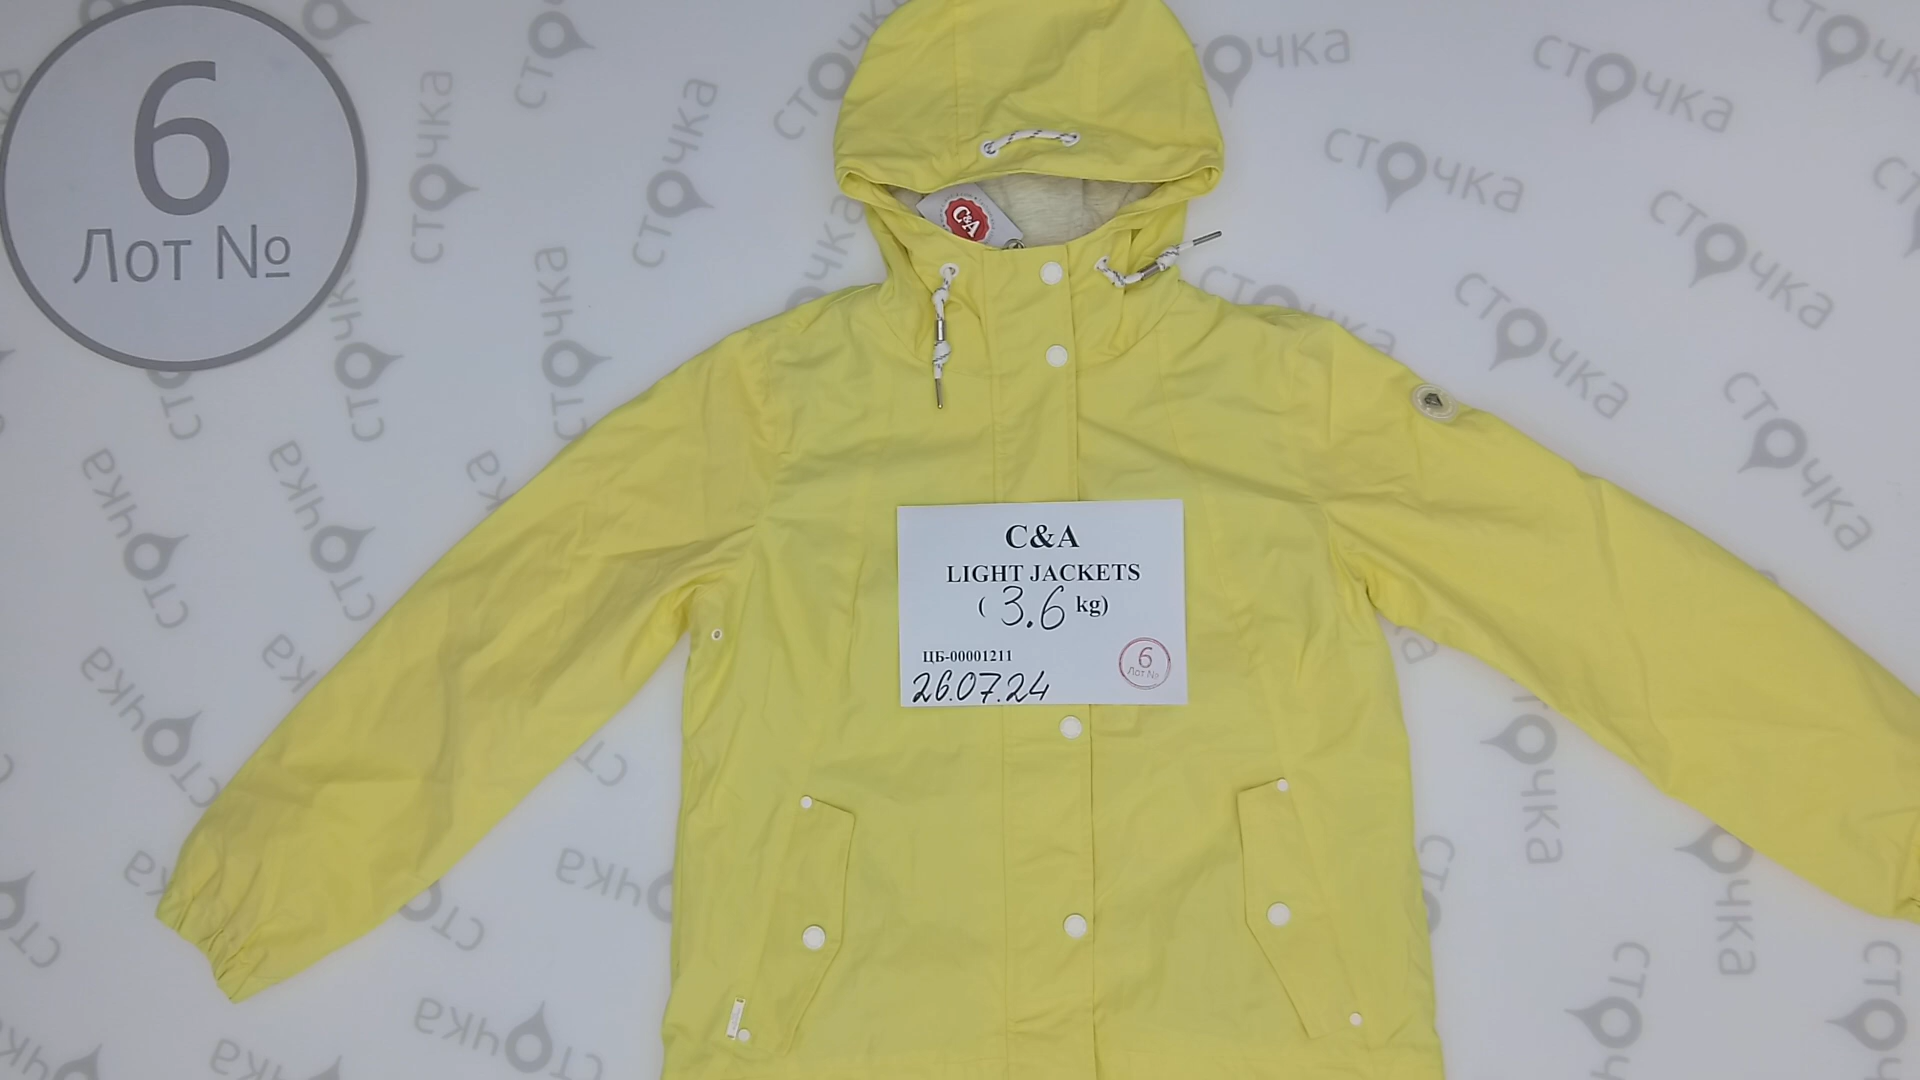 6
Лот №
C&A
C&A
LIGHT JACKETS
( 3.6 kg)
ЦБ-00001211
6
Лот №
26.07.24
сточка